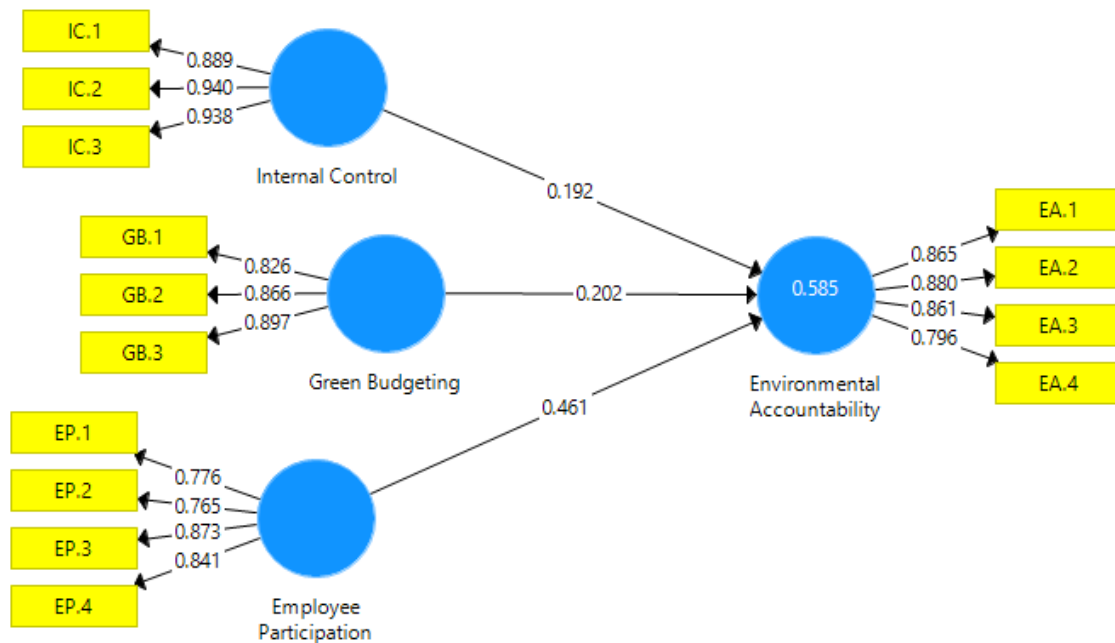 IC.1
IC.2
IC.3
0.889
0.940
0.938
Internal Control
0.192
GB.1
GB.2
GB.3
0.826
0.866
0.897
Green Budgeting
0.202
EP.1
EP.2
EP.3
EP.4
0.776
0.765
0.873
0.841
Employee
Participation
0.461
0.585
Environmental
Accountability
0.865
0.880
0.861
0.796
EA.1
EA.2
EA.3
EA.4